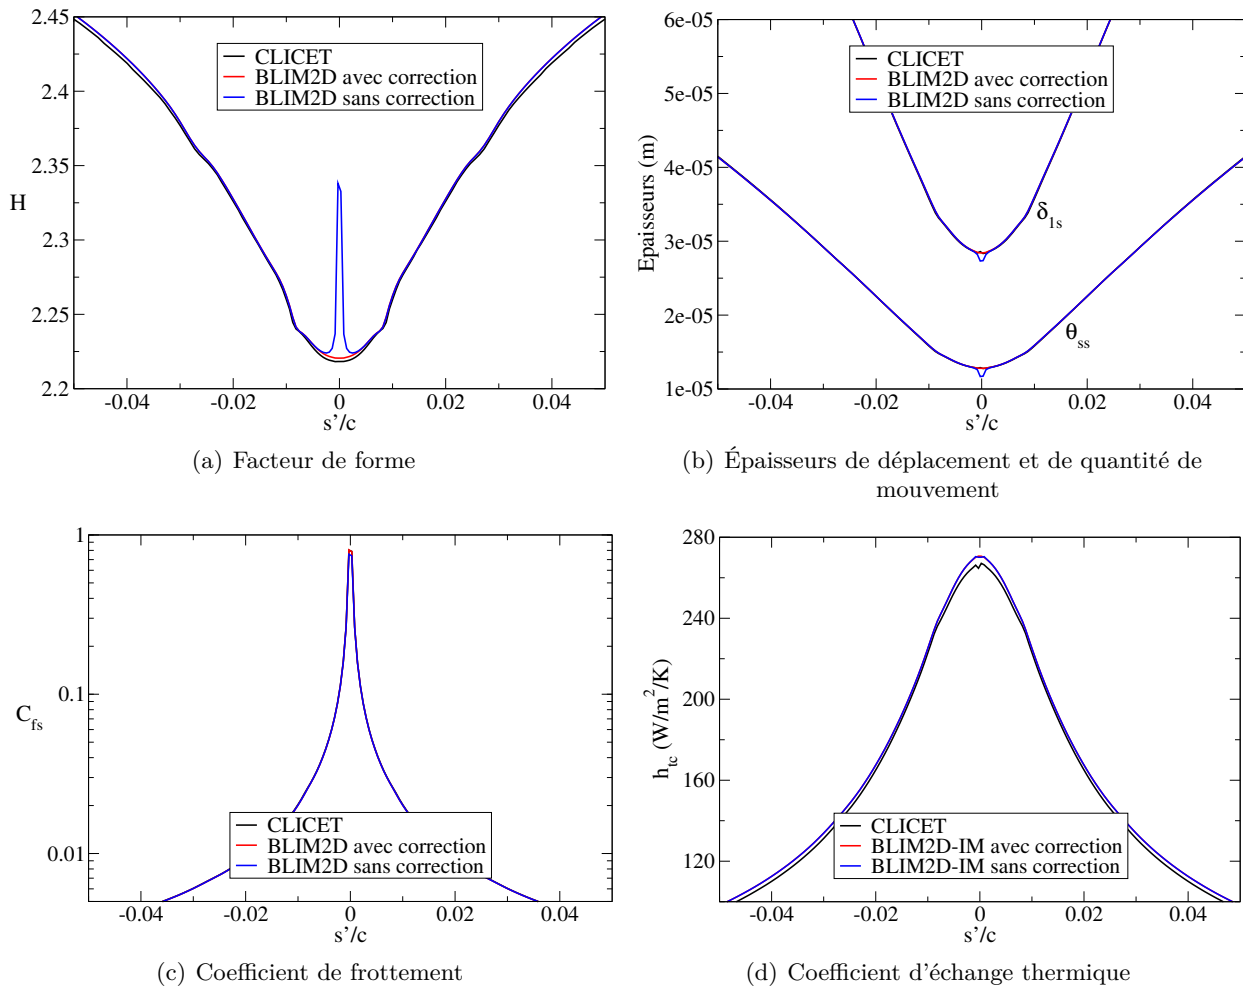 2.45
2.4
2.35
2.3
2.25
2.2
H
CLICET
BLIM2D avec correction
BLIM2D sans correction
-0.04 -0.02 0 0.02 0.04
s'/c
(a) Facteur de forme
6e-05
5e-05
4e-05
3e-05
2e-05
1e-05
Epaisseurs (m)
CLICET
BLIM2D avec correction
BLIM2D sans correction
δ1s
θss
-0.04 -0.02 0 0.02 0.04
s'/c
(b) Épaisseurs de déplacement et de quantité de
mouvement
1
0.1
0.01
Cfs
CLICET
BLIM2D avec correction
BLIM2D sans correction
-0.04 -0.02 0 0.02 0.04
s'/c
(c) Coefficient de frottement
280
240
200
160
120
htc (W/m²/K)
CLICET
BLIM2D-IM avec correction
BLIM2D-IM sans correction
-0.04 -0.02 0 0.02 0.04
s'/c
(d) Coefficient d'échange thermique